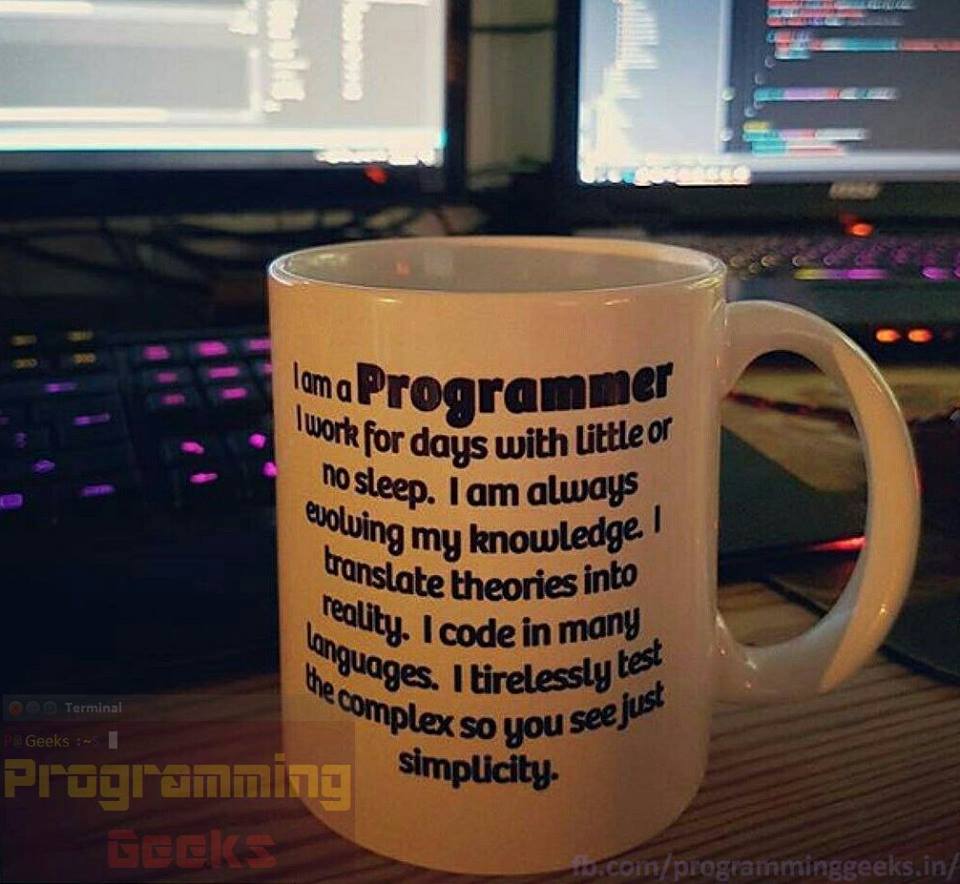 I am a Programmer
I work for days with little or
no sleep. I am always
evolving my knowledge. I
translate theories into
reality. I code in many
languages. I tirelessly test
the complex so you see just
simplicity.
Terminal
Geeks :~
Programming
Geeks
fb.com/programminggeeks.in/